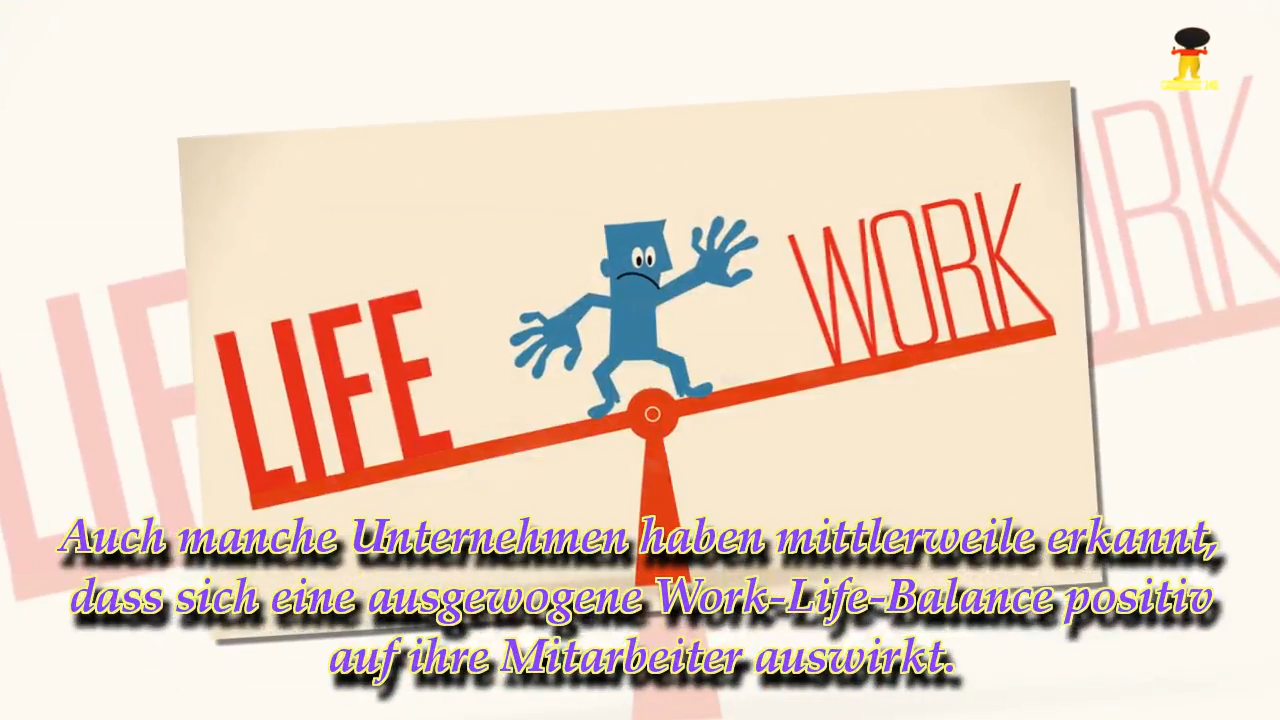 LIFE WORK
Auch manche Unternehmen haben mittlerweile erkannt,
dass sich eine ausgewogene Work-Life-Balance positiv
auf ihre Mitarbeiter auswirkt.